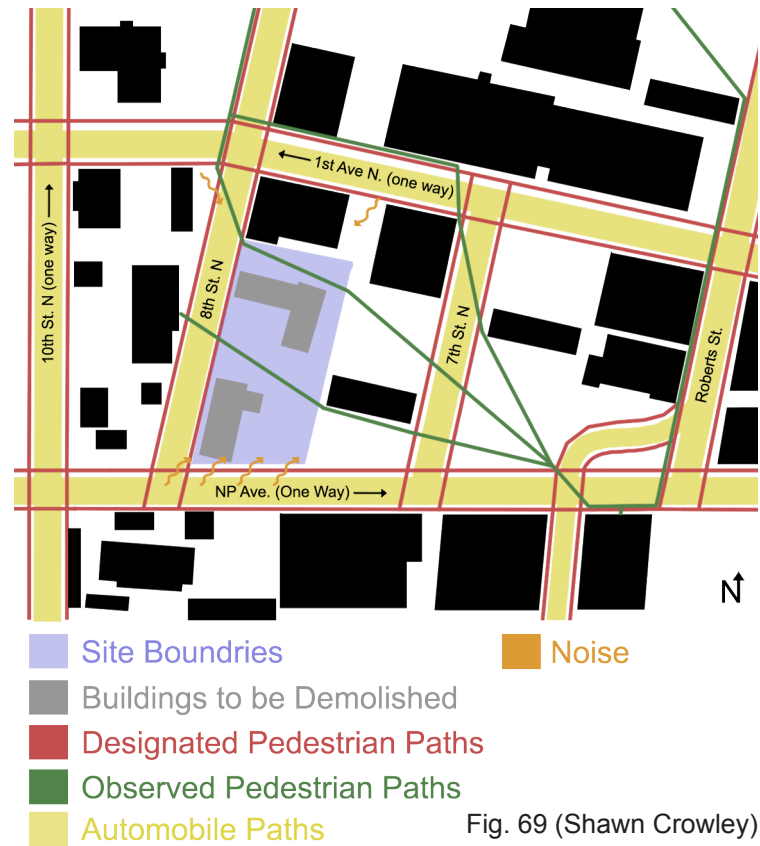 1st Ave N. (one way)
10th St. N (one way)
8th St. N
7th St. N
Roberts St.
NP Ave. (One Way)
N
Site Boundries
Noise
Buildings to be Demolished
Designated Pedestrian Paths
Observed Pedestrian Paths
Automobile Paths
Fig. 69 (Shawn Crowley)